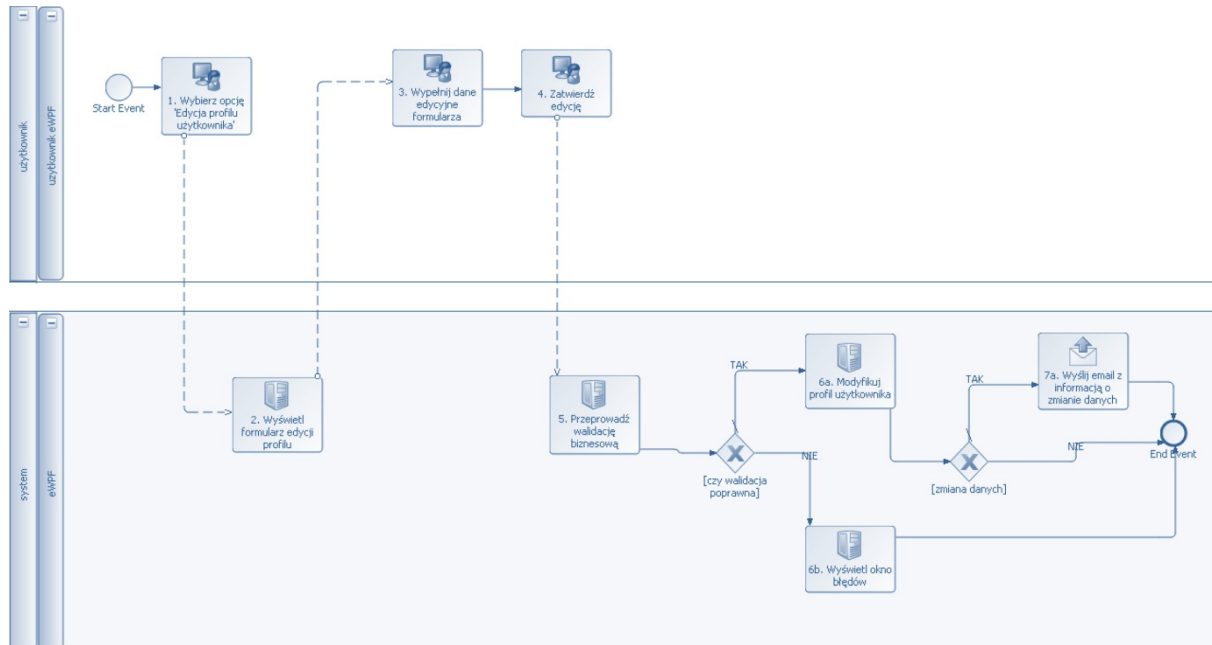 użytkownik
użytkownik eWPF
Start Event
1. Wybierz opcję
'Edycja profilu
użytkownika'
3. Wypełnij dane
edycyjne
formularza
4. Zatwierdź
edycję
system
eWPF
2. Wyświetl
formularz edycji
profilu
5. Przeprowadź
walidację
biznesową
[czy walidacja
poprawna]
TAK
NIE
6a. Modyfikuj
profil użytkownika
6b. Wyświetl okno
błędów
[zmiana danych]
TAK
NIE
7a. Wyślij email z
informacją o
zmianie danych
End Event